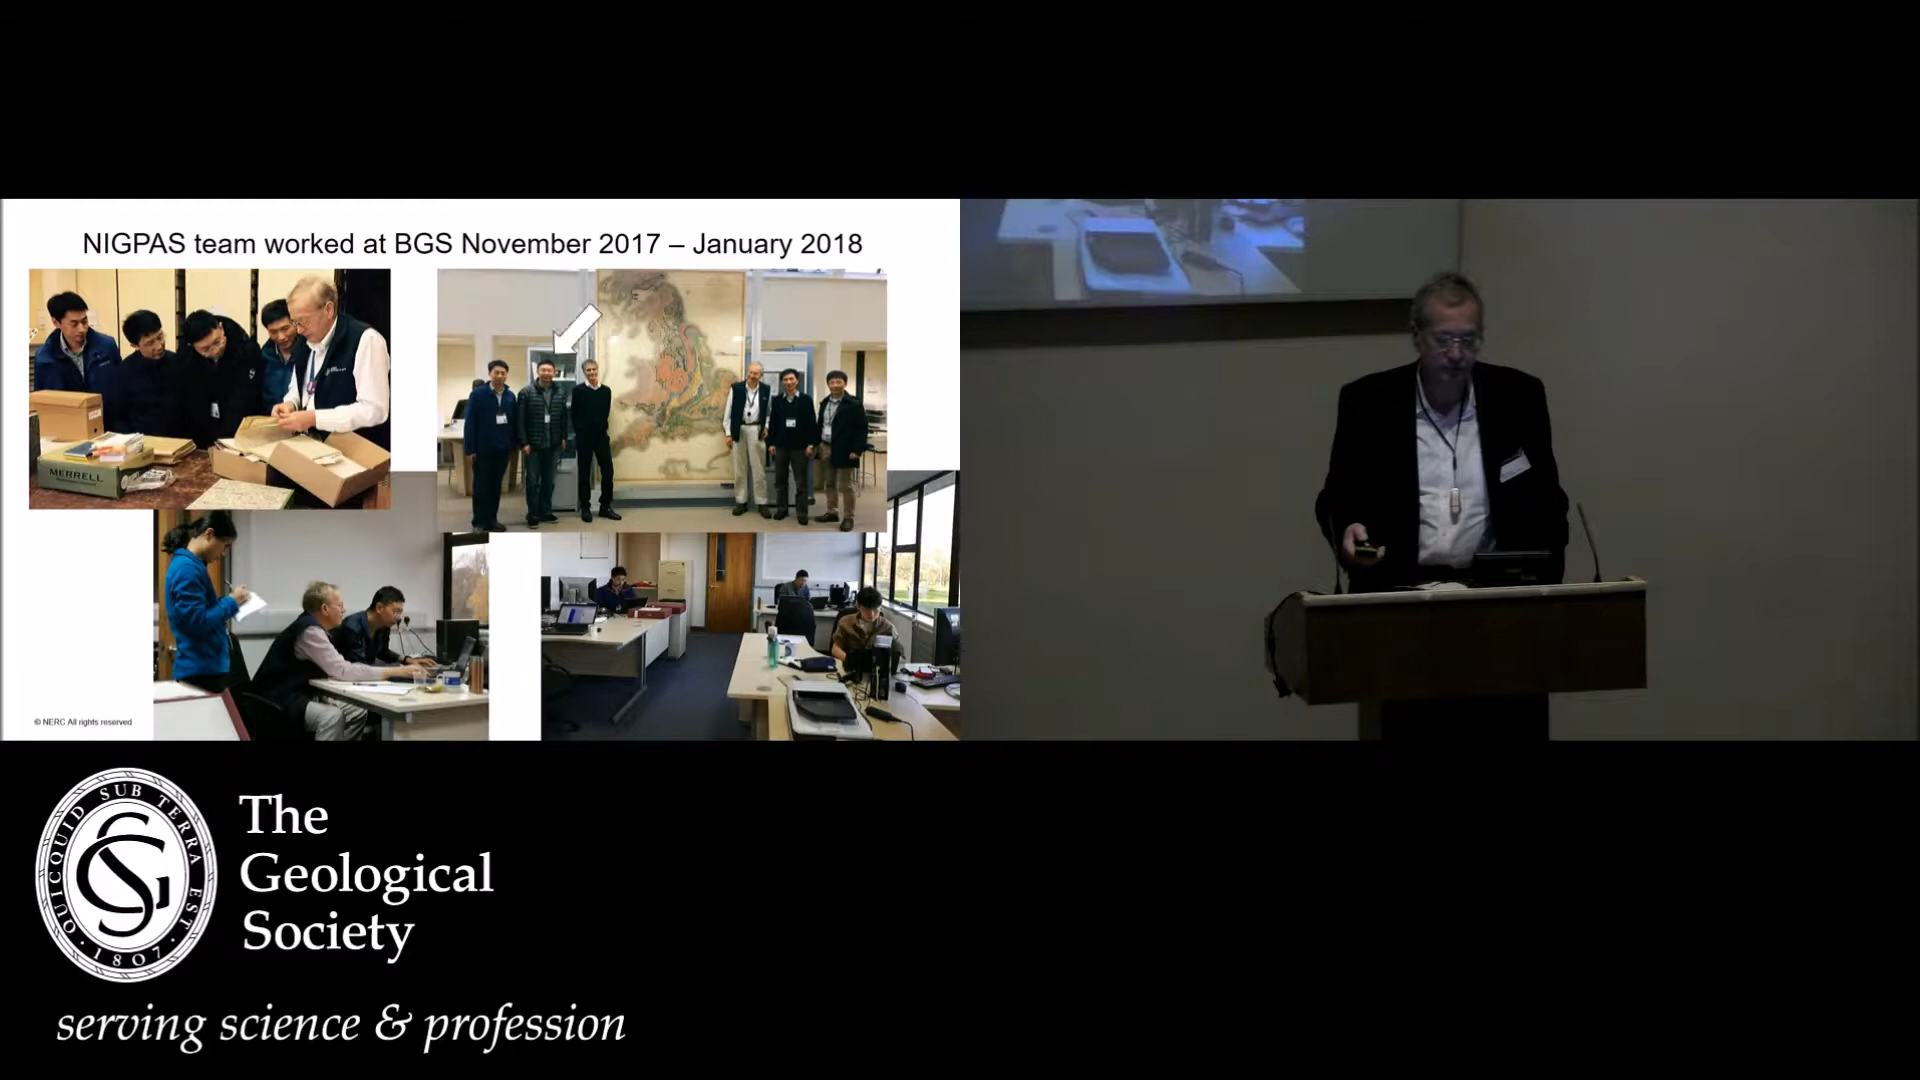 NIGPAS team worked at BGS November 2017 – January 2018
MERRELL
© NERC All rights reserved
QUICQUID SUB TERRA EST
1807
The
Geological
Society
serving science & profession